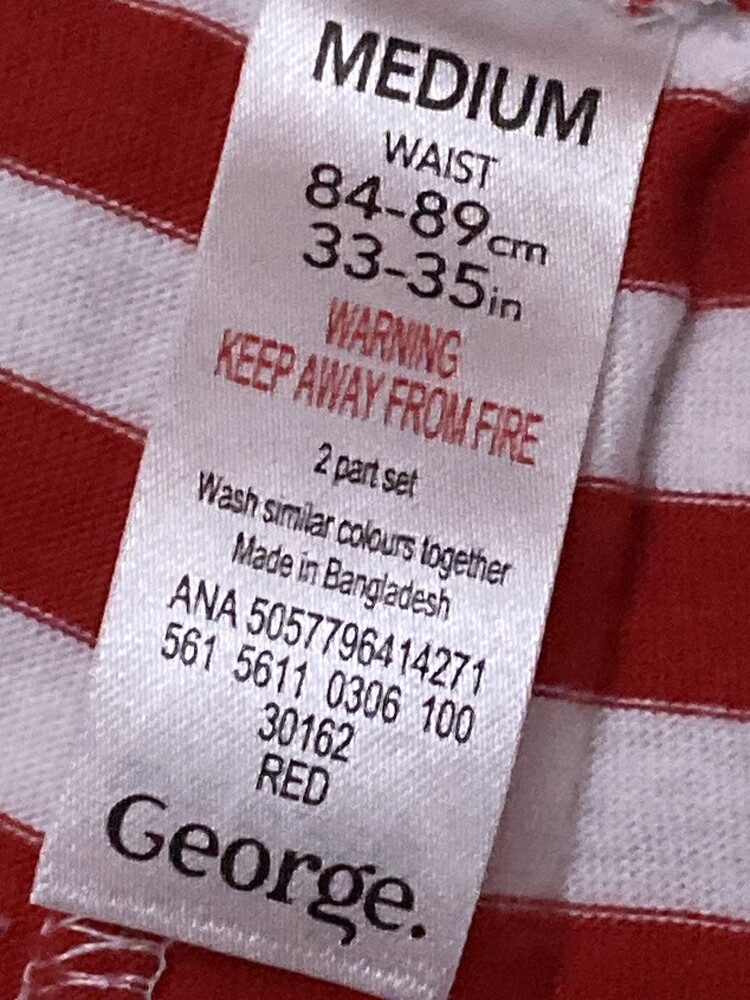 MEDIUM
WAIST
84-89cm
33-35in
WARNING
KEEP AWAY FROM FIRE
2 part set
Wash similar colours together
Made in Bangladesh
ANA 5057796414271
561 5611 0306 100
30162
RED
George.